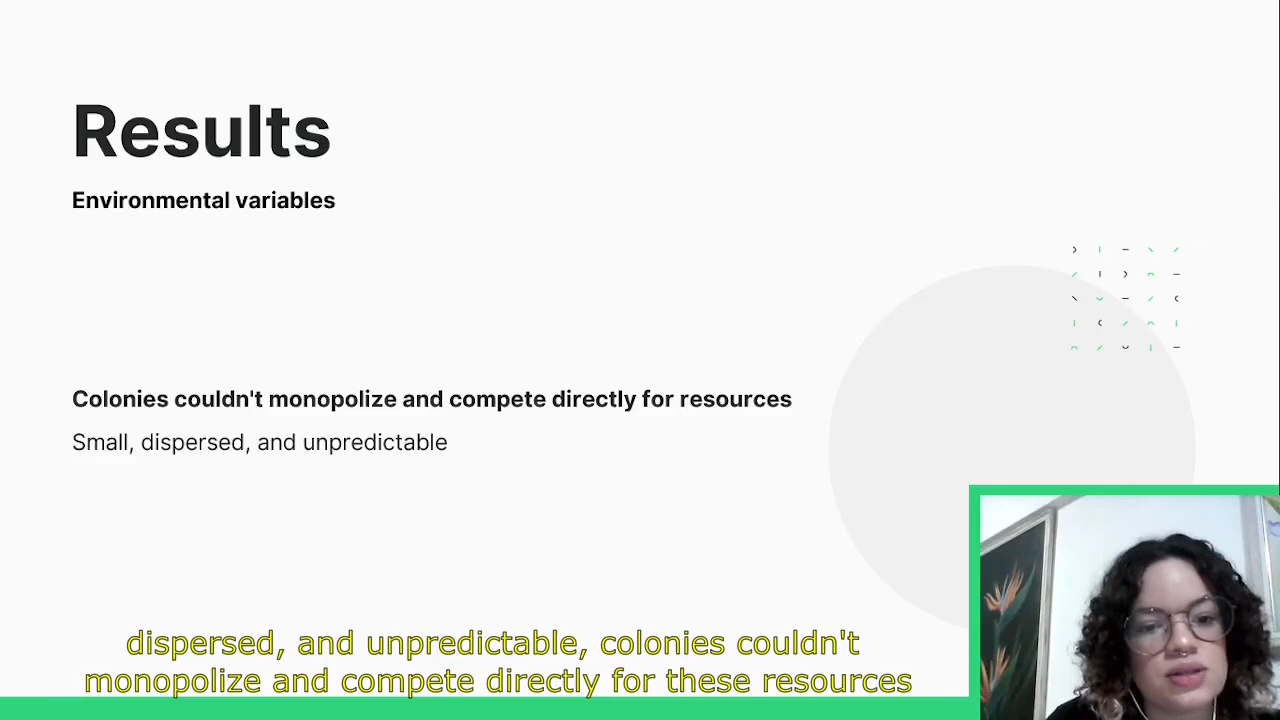 Results
Environmental variables
Colonies couldn't monopolize and compete directly for resources
Small, dispersed, and unpredictable
dispersed, and unpredictable, colonies couldn't
monopolize and compete directly for these resources